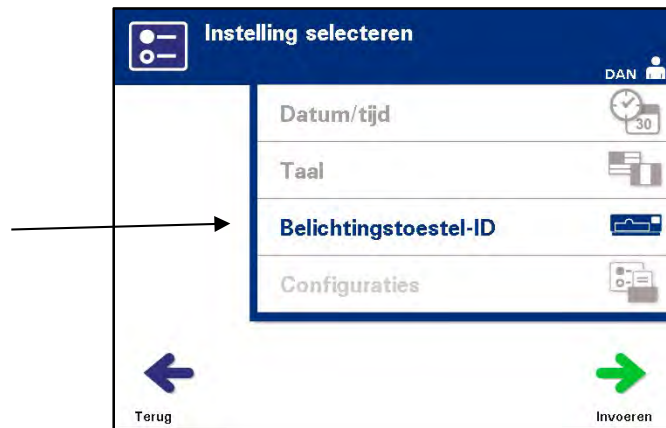 Instelling selecteren
DAN
Datum/tijd
30
Taal
Belichtingstoestel-ID
Configuraties
Terug
Invoeren